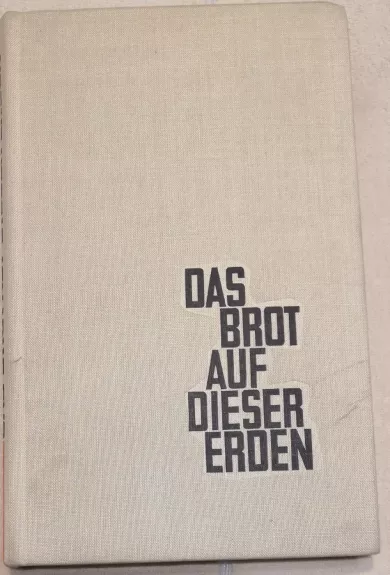 DAS
BROT
AUF
DIESER
ERDEN